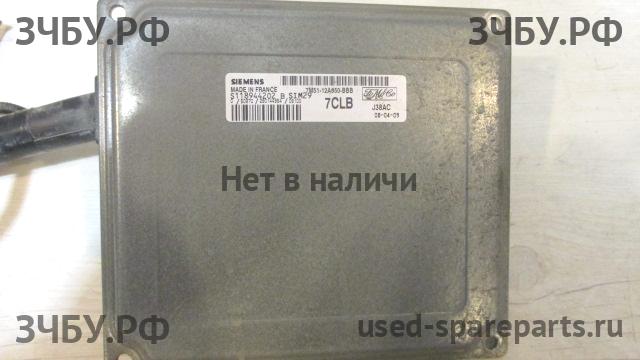 ЗЧБУ.РФ ЗЧБУ.РФ
SIEMENS
MADE IN FRANCE 7M51-12A650-BBB
S118944202 B SIM29
7CLB
J38AC
08-04-09
Нет в наличи
ЗЧБУ.РФ used-spareparts.ru